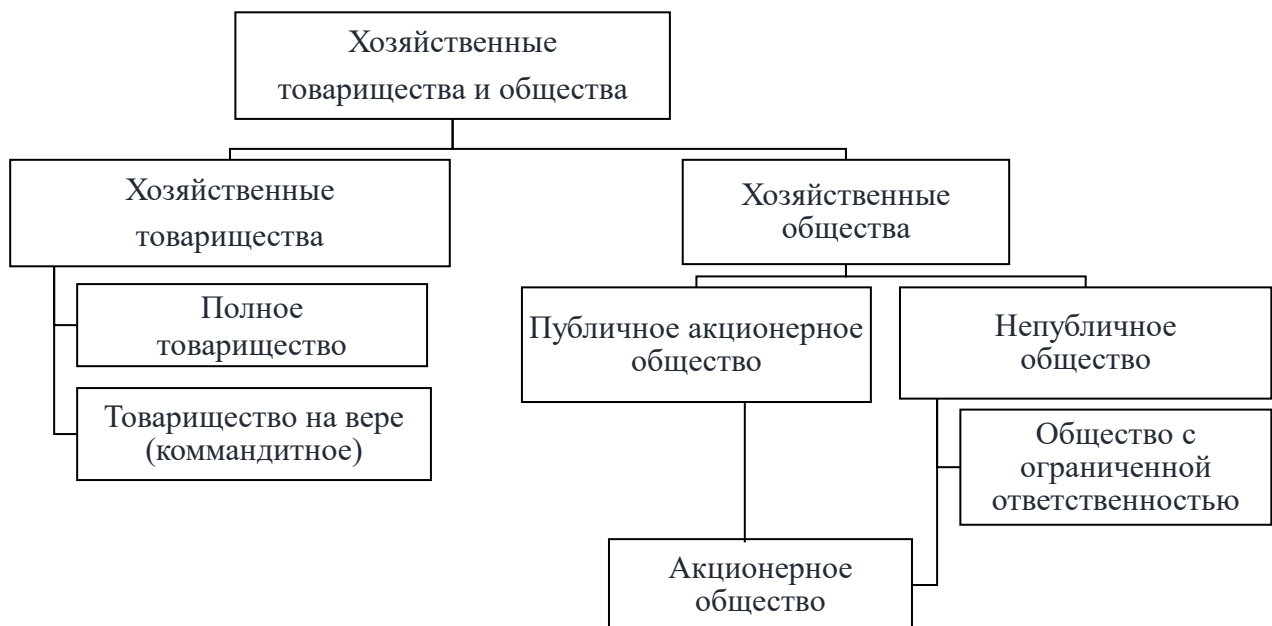 Хозяйственные
товарищества и общества
Хозяйственные
товарищества
Хозяйственные
общества
Полное
товарищество
Товарищество на вере
(коммандитное)
Публичное акционерное
общество
Непубличное
общество
Общество с
ограниченной
ответственностью
Акционерное
общество